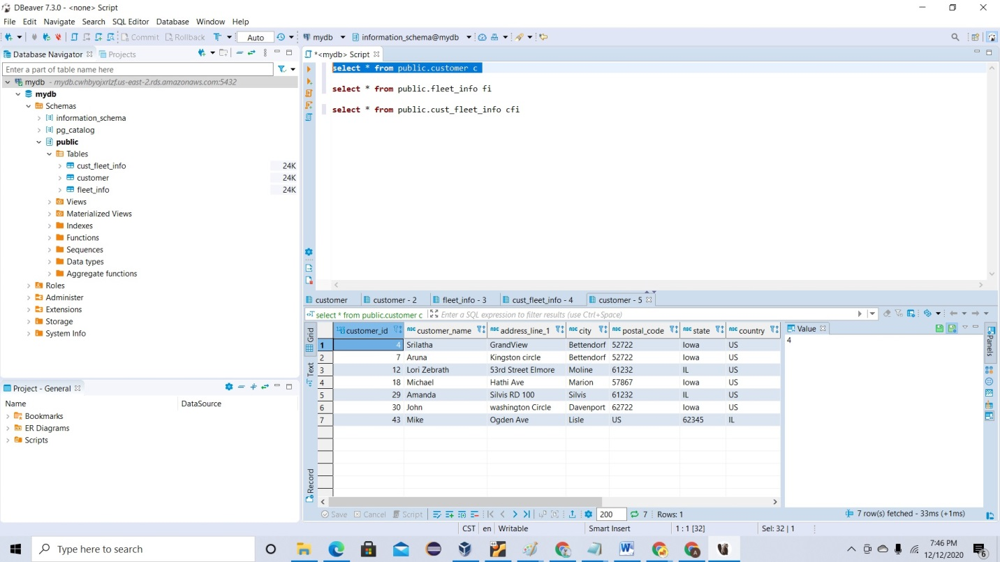 DBeaver 7.3.0 - <none> Script
File Edit Navigate Search SQL Editor Database Window Help
Commit Rollback Auto mydb information_schema@mydb
Database Navigator Projects
Enter a part of table name here
mydb - mydb.cwhbyojxrlzf.us-east-2.rds.amazonaws.com:5432
mydb
Schemas
information_schema
pg_catalog
public
Tables
cust_fleet_info 24K
customer 24K
fleet_info 24K
Views
Materialized Views
Indexes
Functions
Sequences
Data types
Aggregate functions
Roles
Administer
Extensions
Storage
System Info
Project - General
Name DataSource
Bookmarks
ER Diagrams
Scripts
*<mydb> Script
select * from public.customer c
select * from public.fleet_info fi
select * from public.cust_fleet_info cfi
customer customer - 2 fleet_info - 3 cust_fleet_info - 4 customer - 5
select * from public.customer c Enter a SQL expression to filter results (use Ctrl+Space)
Grid
Text
Record
123 customer_id ABC customer_name ABC address_line_1 ABC city ABC postal_code ABC state ABC country
1 4 Srilatha GrandView Bettendorf 52722 Iowa US
2 7 Aruna Kingston circle Bettendorf 52722 Iowa US
3 12 Lori Zebrath 53rd Street Elmore Moline 61232 IL US
4 18 Michael Hathi Ave Marion 57867 Iowa US
5 29 Amanda Silvis RD 100 Silvis 61232 IL US
6 30 John washington Circle Davenport 62722 Iowa US
7 43 Mike Ogden Ave Lisle US 62345 IL
Value
4
Panels
Save Cancel Script 200 7 Rows: 1
7 row(s) fetched - 33ms (+1ms)
CST en Writable Smart Insert 1 : 1 [32] Sel: 32 | 1
Type here to search
7:46 PM
12/12/2020
6